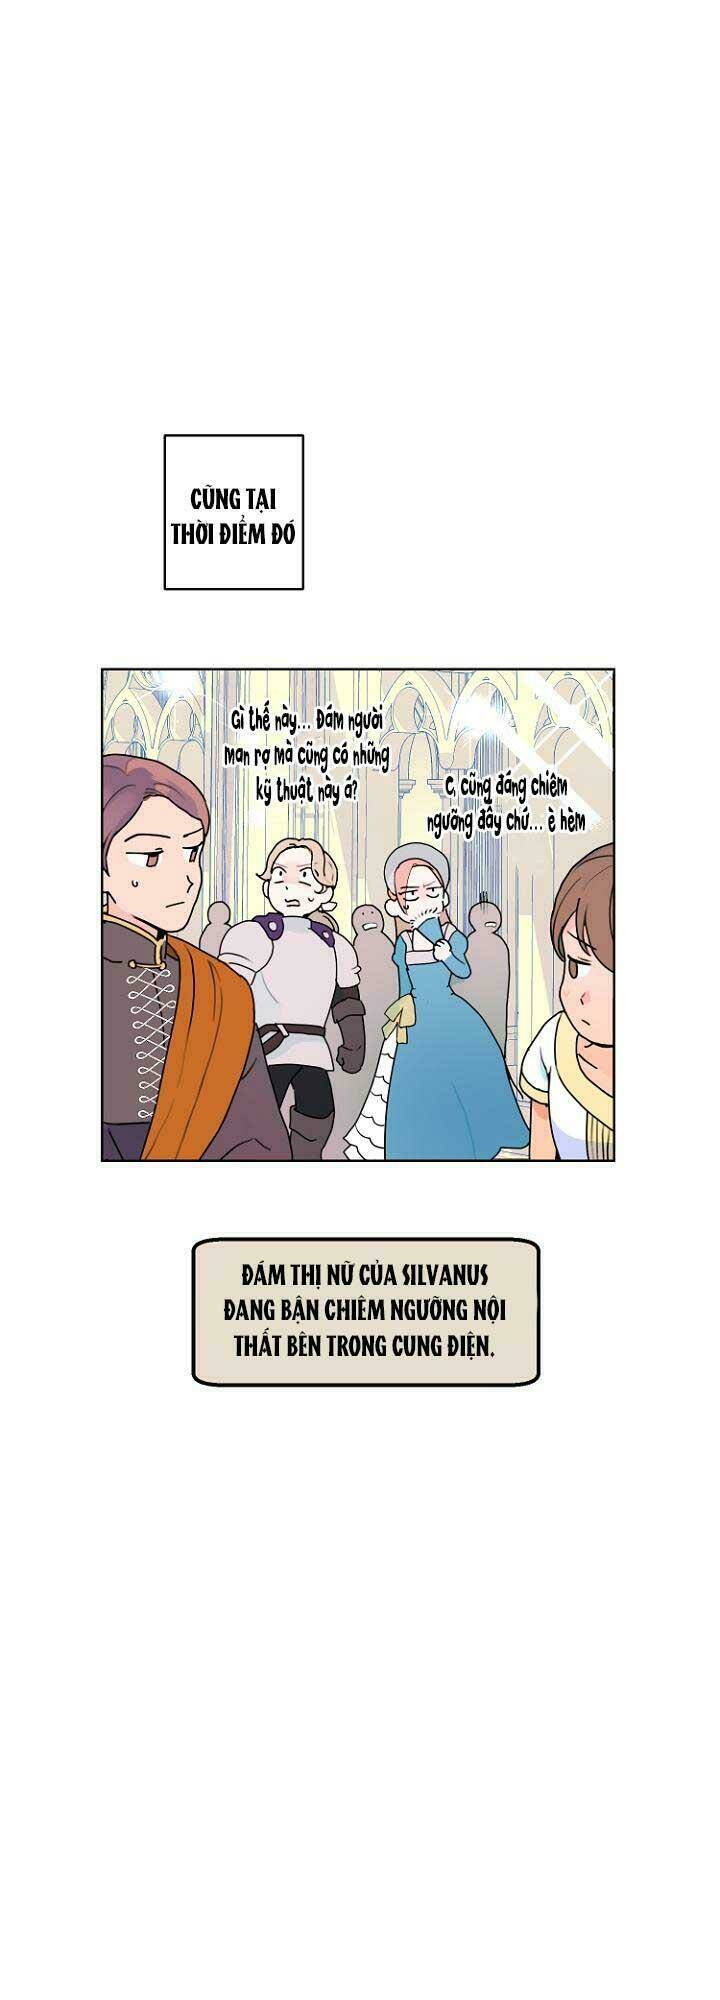 CŨNG TẠI
THỜI ĐIỂM ĐÓ
Gì thế này... Đám người
man rợ mà cũng có những
kỹ thuật này á?
C, cũng đáng chiêm
ngưỡng đấy chứ... è hèm
ĐÁM THỊ NỮ CỦA SILVANUS
ĐANG BẬN CHIÊM NGƯỠNG NỘI
THẤT BÊN TRONG CUNG ĐIỆN.